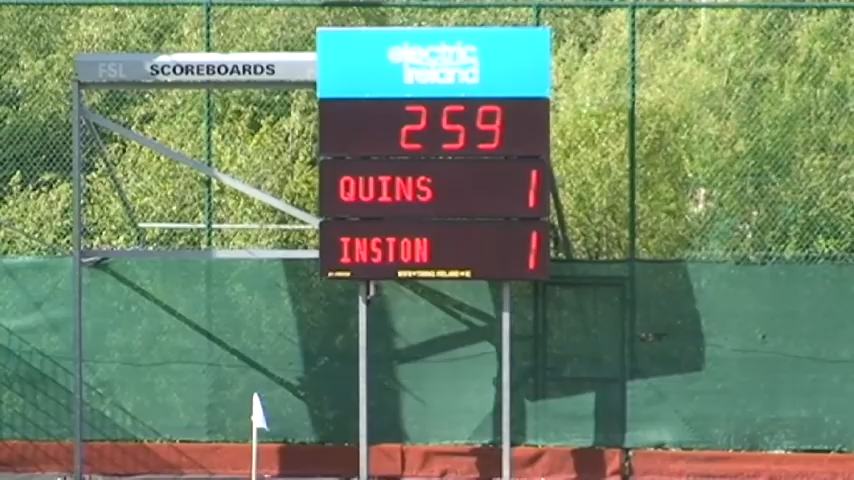 FSL SCOREBOARDS
electric
Ireland
259
QUINS 1
INSTON 1